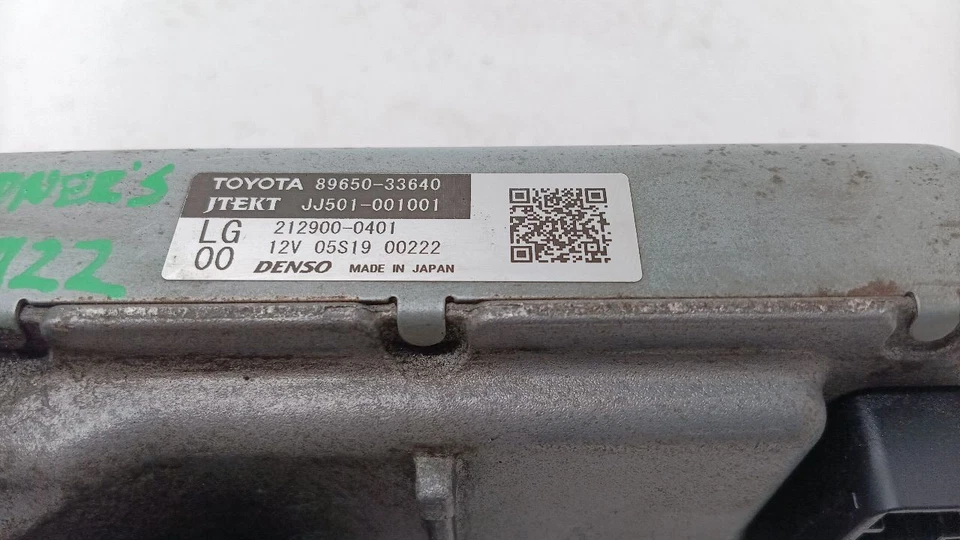 TOYOTA 89650-33640
JTEKT JJ501-001001
LG 212900-0401
00 12V 05S19 00222
DENSO MADE IN JAPAN